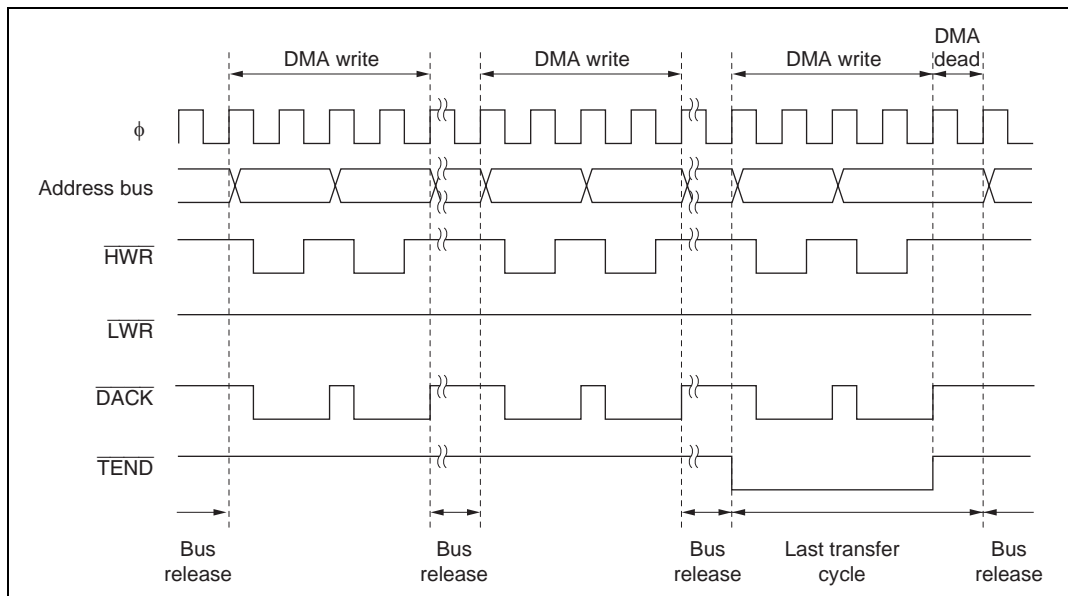 DMA write
DMA write
DMA write
DMA
dead
ϕ
Address bus
HWR
LWR
DACK
TEND
Bus
release
Bus
release
Bus
release
Last transfer
cycle
Bus
release